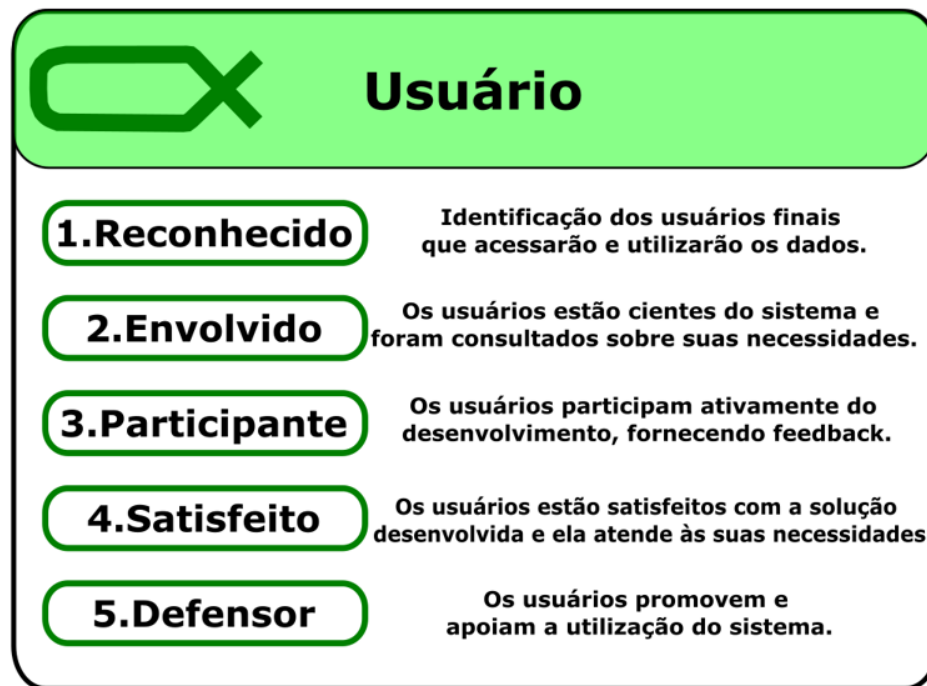 Usuário
1.Reconhecido
Identificação dos usuários finais
que acessarão e utilizarão os dados.
2.Envolvido
Os usuários estão cientes do sistema e
foram consultados sobre suas necessidades.
3.Participante
Os usuários participam ativamente do
desenvolvimento, fornecendo feedback.
4.Satisfeito
Os usuários estão satisfeitos com a solução
desenvolvida e ela atende às suas necessidades
5.Defensor
Os usuários promovem e
apoiam a utilização do sistema.